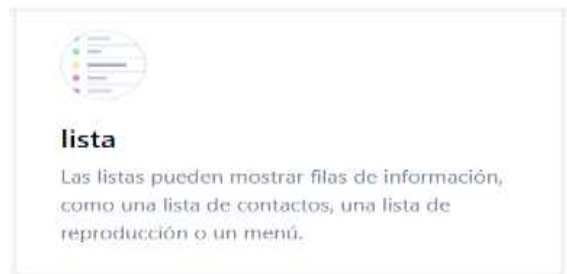 lista
Las listas pueden mostrar filas de información,
como una lista de contactos, una lista de
reproducción o un menú.